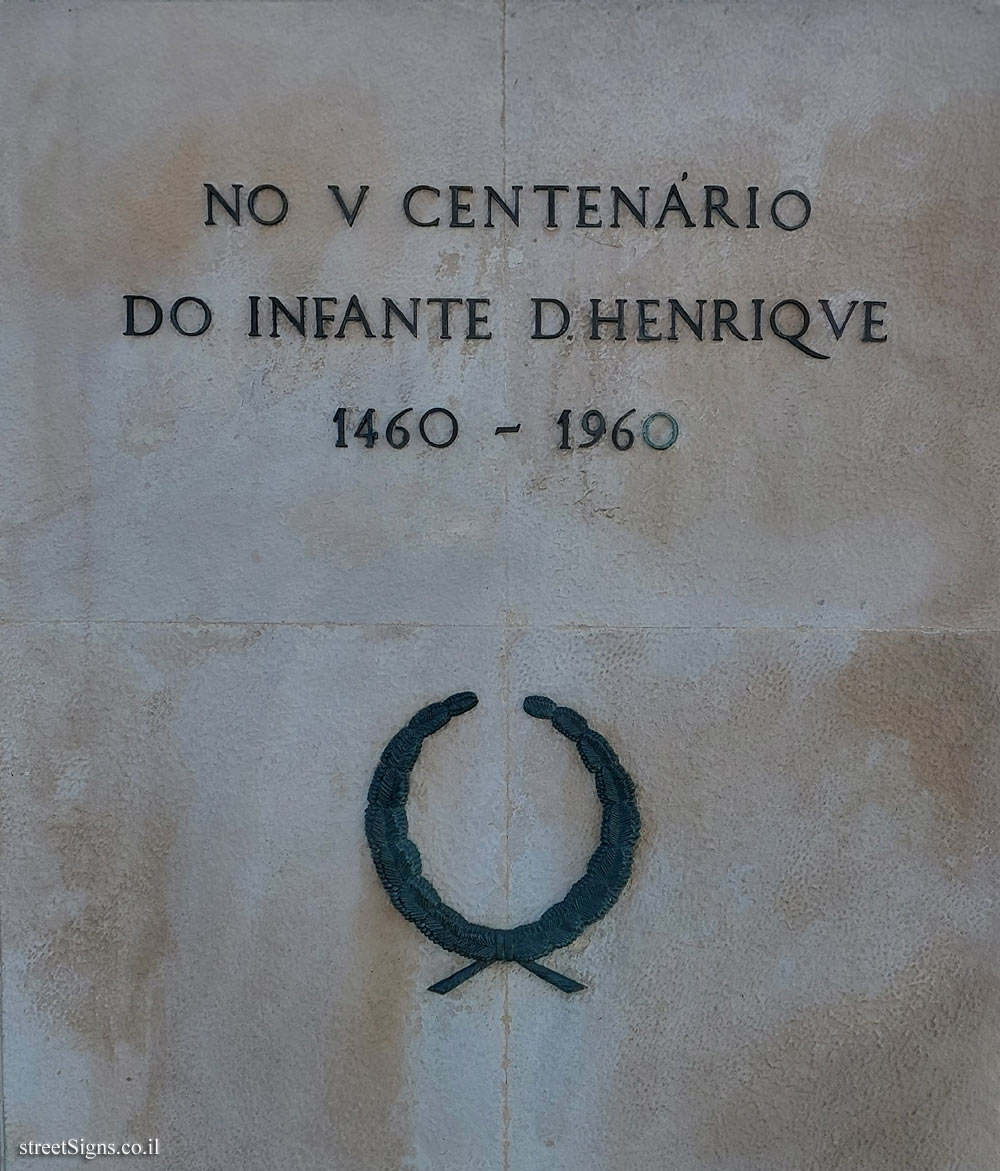 NO V CENTENÁRIO
DO INFANTE D. HENRIQVE
1460 - 1960
streetSigns.co.il